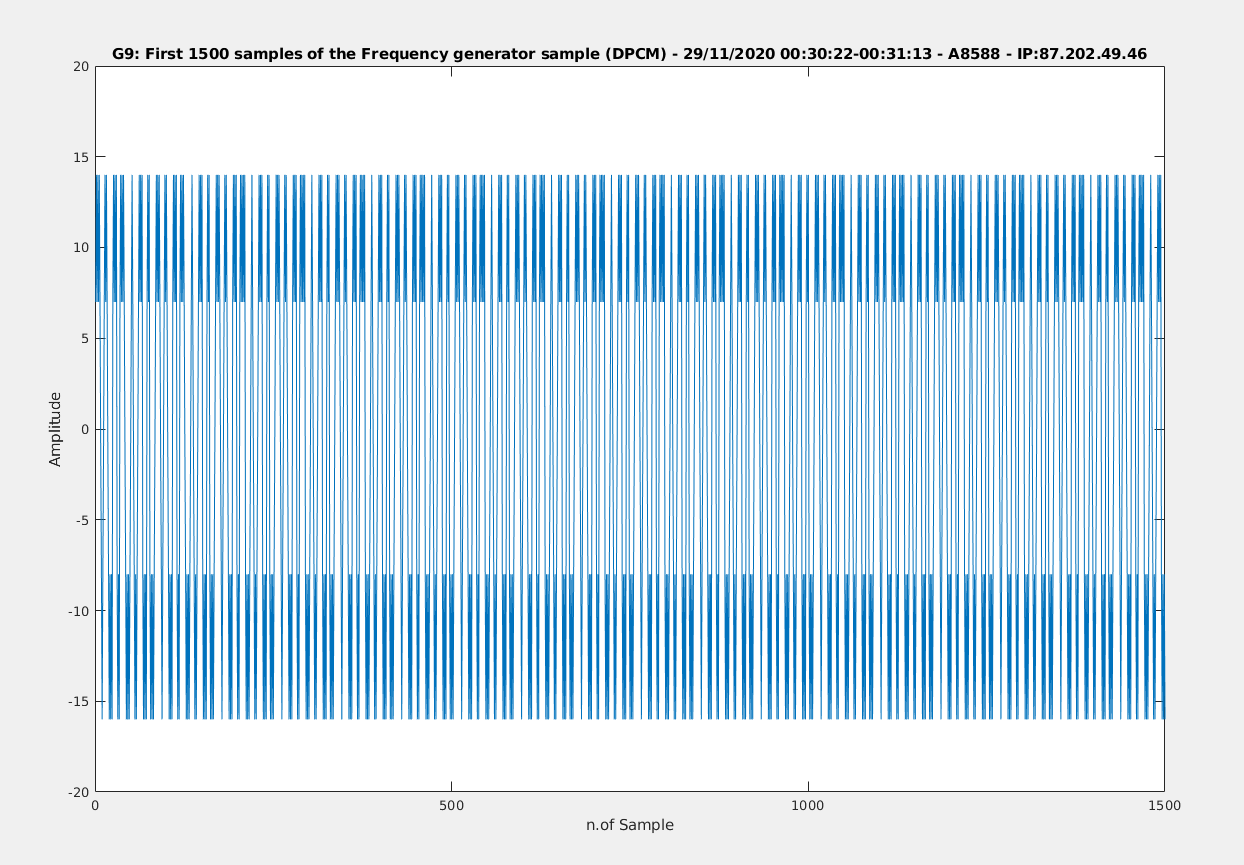 G9: First 1500 samples of the Frequency generator sample (DPCM) - 29/11/2020 00:30:22-00:31:13 - A8588 - IP:87.202.49.46
20
15
10
5
0
-5
-10
-15
-20
Amplitude
0 500 1000 1500
n.of Sample